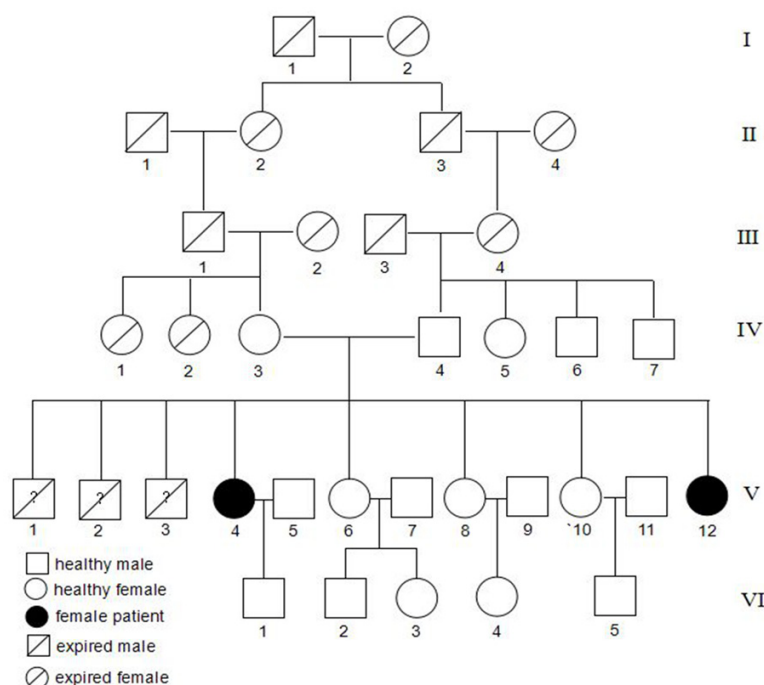 I
1 2
II
1 2 3 4
III
1 2 3 4
IV
1 2 3 4 5 6 7
? ? ? V
1 2 3 4 5 6 7 8 9 `10 11 12
healthy male
healthy female
female patient
expired male
expired female
VI
1 2 3 4 5